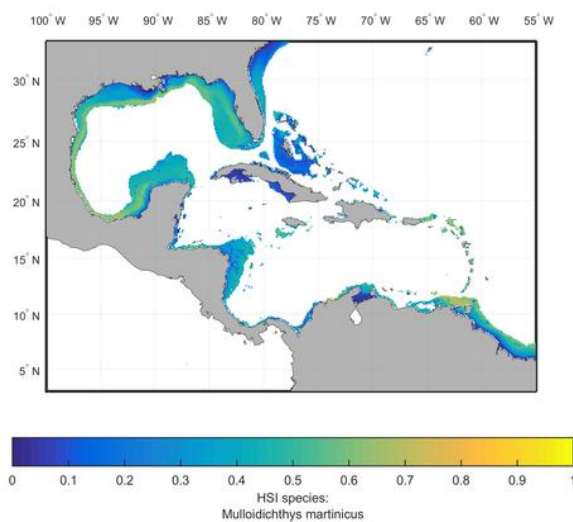 100° W 95° W 90° W 85° W 80° W 75° W 70° W 65° W 60° W 55° W
30° N
25° N
20° N
15° N
10° N
5° N
0 0.1 0.2 0.3 0.4 0.5 0.6 0.7 0.8 0.9 1
HSI species:
Mulloidichthys martinicus